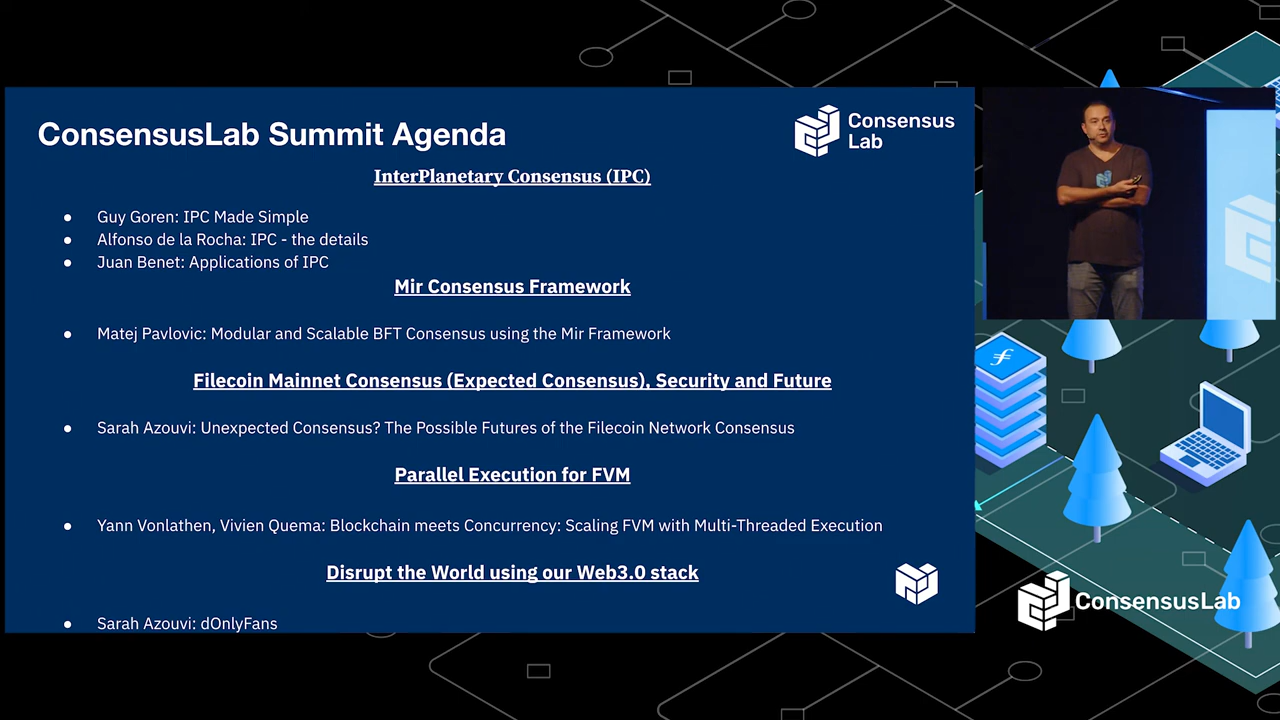 ConsensusLab Summit Agenda
Consensus
Lab
InterPlanetary Consensus (IPC)
● Guy Goren: IPC Made Simple
● Alfonso de la Rocha: IPC - the details
● Juan Benet: Applications of IPC
Mir Consensus Framework
● Matej Pavlovic: Modular and Scalable BFT Consensus using the Mir Framework
Filecoin Mainnet Consensus (Expected Consensus), Security and Future
● Sarah Azouvi: Unexpected Consensus? The Possible Futures of the Filecoin Network Consensus
Parallel Execution for FVM
● Yann Vonlathen, Vivien Quema: Blockchain meets Concurrency: Scaling FVM with Multi-Threaded Execution
Disrupt the World using our Web3.0 stack
● Sarah Azouvi: dOnlyFans
ConsensusLab